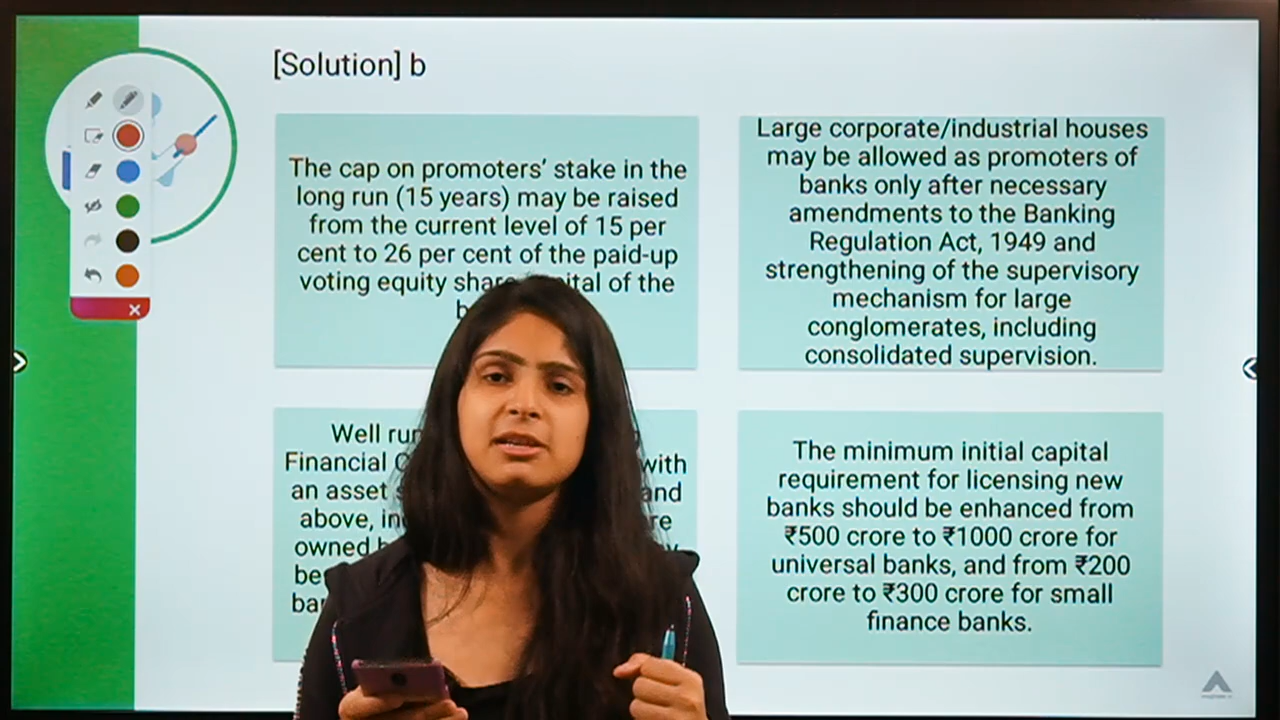 [Solution] b
The cap on promoters’ stake in the
long run (15 years) may be raised
from the current level of 15 per
cent to 26 per cent of the paid-up
voting equity share of the
Large corporate/industrial houses
may be allowed as promoters of
banks only after necessary
amendments to the Banking
Regulation Act, 1949 and
strengthening of the supervisory
mechanism for large
conglomerates, including
consolidated supervision.
Well
Financial with
an asset
above,
owned
The minimum initial capital
requirement for licensing new
banks should be enhanced from
₹500 crore to ₹1000 crore for
universal banks, and from ₹200
crore to ₹300 crore for small
finance banks.